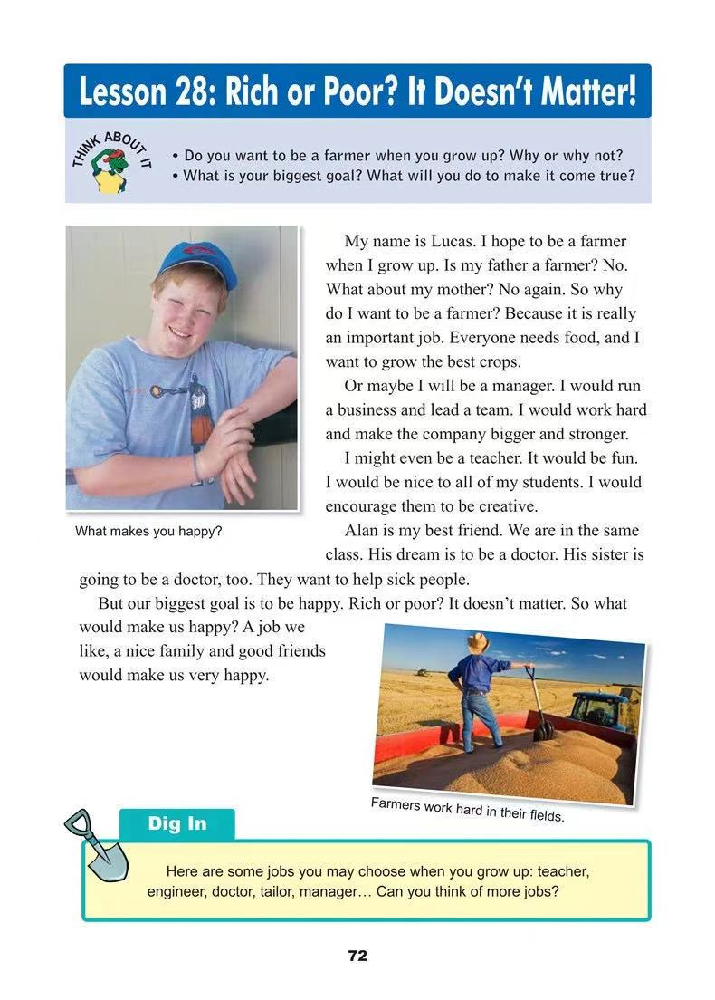 Lesson 28: Rich or Poor? It Doesn't Matter!
THINK ABOUT IT
• Do you want to be a farmer when you grow up? Why or why not?
• What is your biggest goal? What will you do to make it come true?
My name is Lucas. I hope to be a farmer
when I grow up. Is my father a farmer? No.
What about my mother? No again. So why
do I want to be a farmer? Because it is really
an important job. Everyone needs food, and I
want to grow the best crops.
Or maybe I will be a manager. I would run
a business and lead a team. I would work hard
and make the company bigger and stronger.
I might even be a teacher. It would be fun.
I would be nice to all of my students. I would
encourage them to be creative.
What makes you happy?
Alan is my best friend. We are in the same
class. His dream is to be a doctor. His sister is
going to be a doctor, too. They want to help sick people.
But our biggest goal is to be happy. Rich or poor? It doesn't matter. So what
would make us happy? A job we
like, a nice family and good friends
would make us very happy.
Farmers work hard in their fields.
Dig In
Here are some jobs you may choose when you grow up: teacher,
engineer, doctor, tailor, manager… Can you think of more jobs?
72